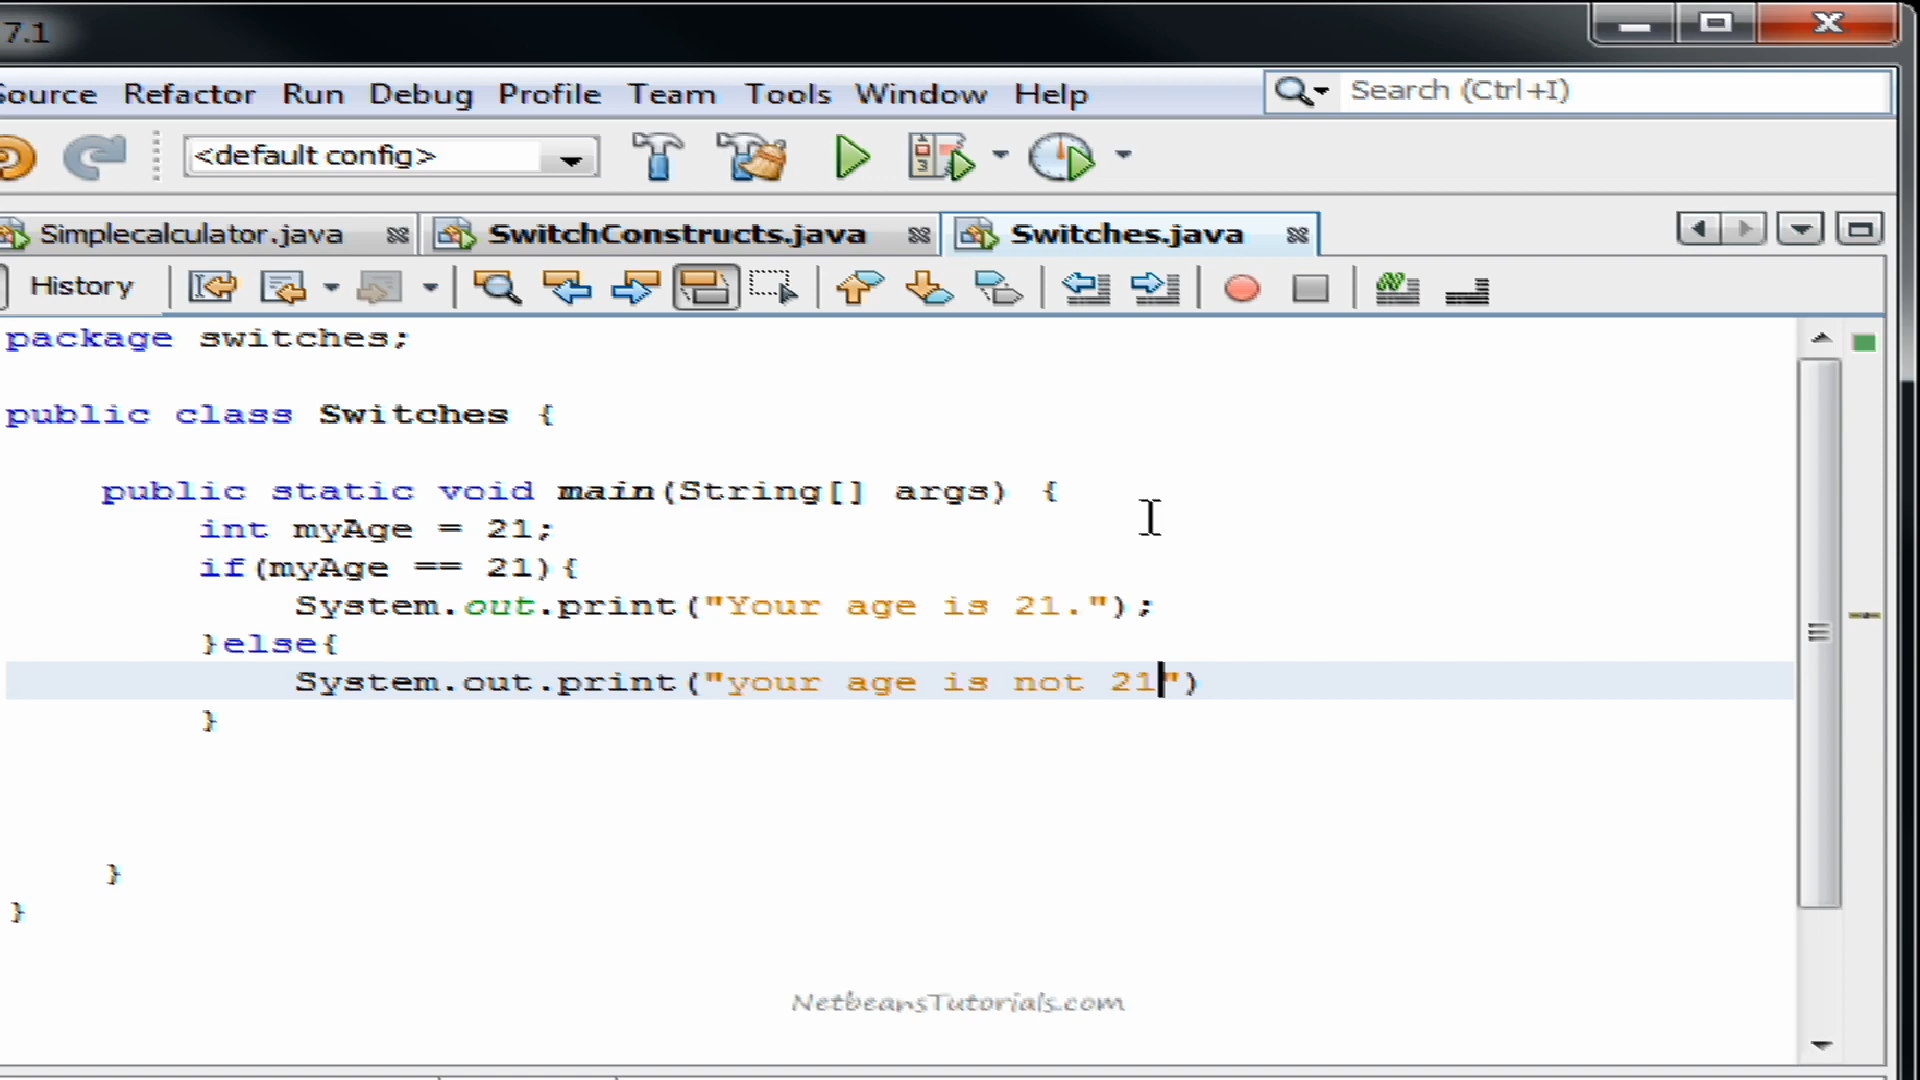 7.1
Source Refactor Run Debug Profile Team Tools Window Help
Search (Ctrl+I)
<default config>
Simplecalculator.java
SwitchConstructs.java
Switches.java
History
package switches;
public class Switches {
public static void main(String[] args) {
int myAge = 21;
if(myAge == 21){
System.out.print("Your age is 21.");
}else{
System.out.print("your age is not 21")
}
}
}
NetbeansTutorials.com